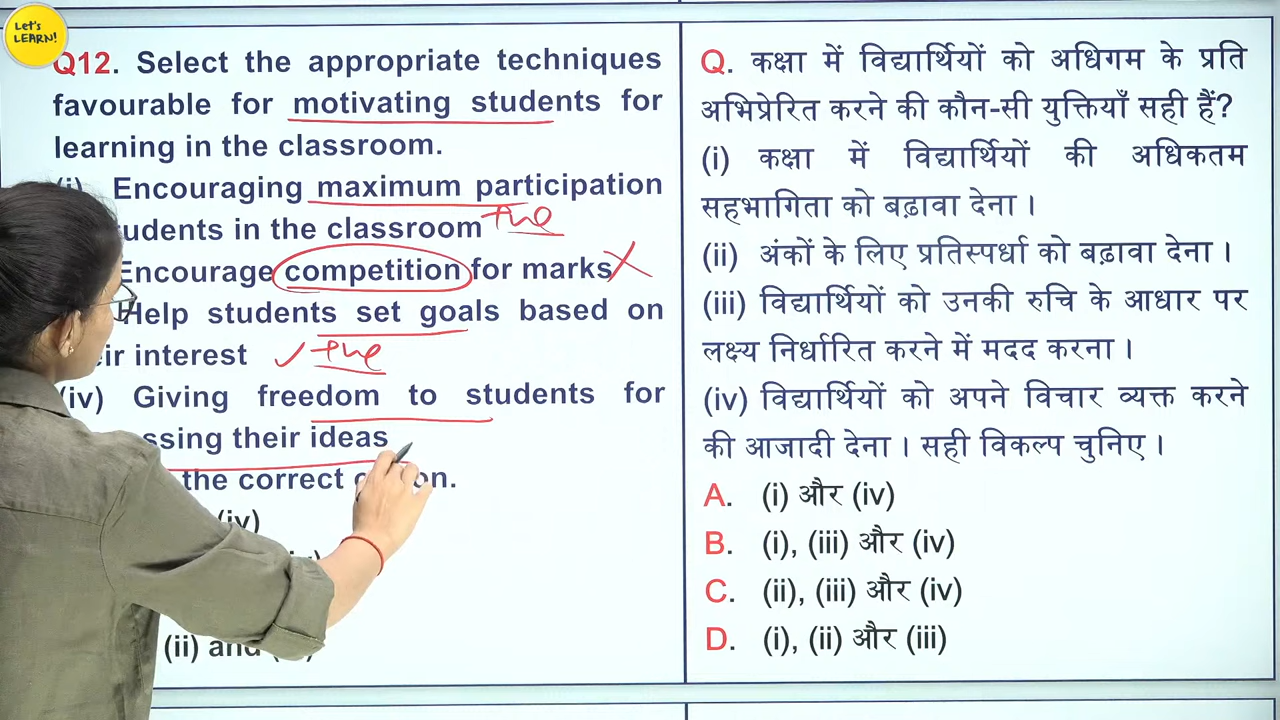 Let's
LEARN!
Q12. Select the appropriate techniques
favourable for motivating students for
learning in the classroom.
Encouraging maximum participation
udents in the classroom +ve
Encourage competition for marks
Help students set goals based on
ir interest +ve
(iv) Giving freedom to students for
ssing their ideas
the correct on.
(iv)
(ii) and
Q. कक्षा में विद्यार्थियों को अधिगम के प्रति
अभिप्रेरित करने की कौन-सी युक्तियाँ सही हैं?
(i) कक्षा में विद्यार्थियों की अधिकतम
सहभागिता को बढ़ावा देना।
(ii) अंकों के लिए प्रतिस्पर्धा को बढ़ावा देना।
(iii) विद्यार्थियों को उनकी रुचि के आधार पर
लक्ष्य निर्धारित करने में मदद करना।
(iv) विद्यार्थियों को अपने विचार व्यक्त करने
की आजादी देना। सही विकल्प चुनिए।
A. (i) और (iv)
B. (i), (iii) और (iv)
C. (ii), (iii) और (iv)
D. (i), (ii) और (iii)